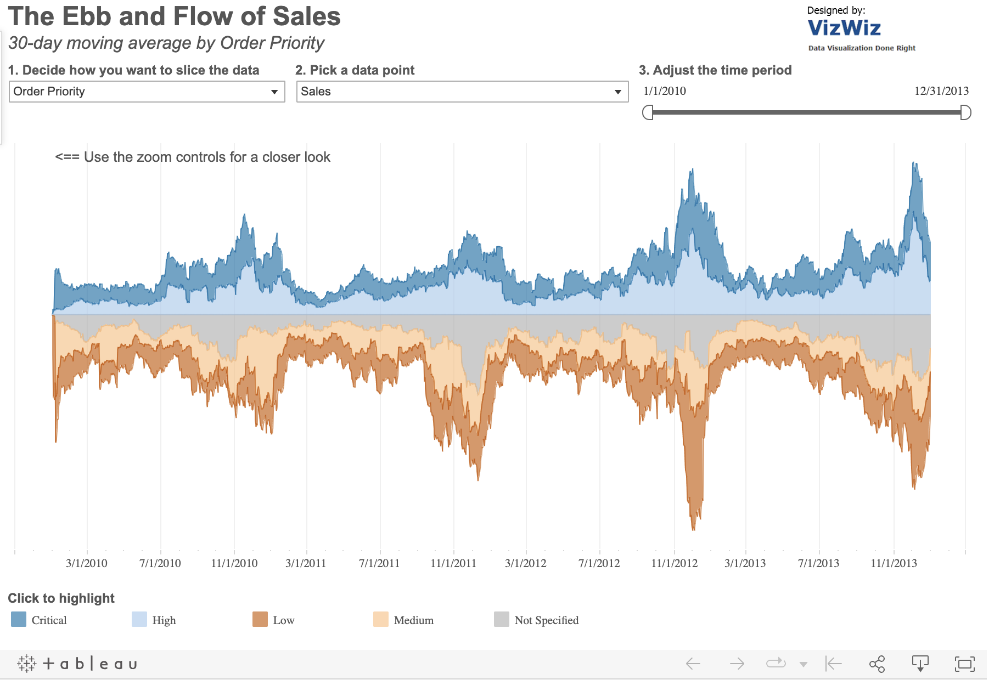 The Ebb and Flow of Sales
30-day moving average by Order Priority
Designed by:
VizWiz
Data Visualization Done Right
1. Decide how you want to slice the data
2. Pick a data point
3. Adjust the time period
Order Priority
Sales
1/1/2010
12/31/2013
<== Use the zoom controls for a closer look
3/1/2010
7/1/2010
11/1/2010
3/1/2011
7/1/2011
11/1/2011
3/1/2012
7/1/2012
11/1/2012
3/1/2013
7/1/2013
11/1/2013
Click to highlight
Critical
High
Low
Medium
Not Specified
+ableau